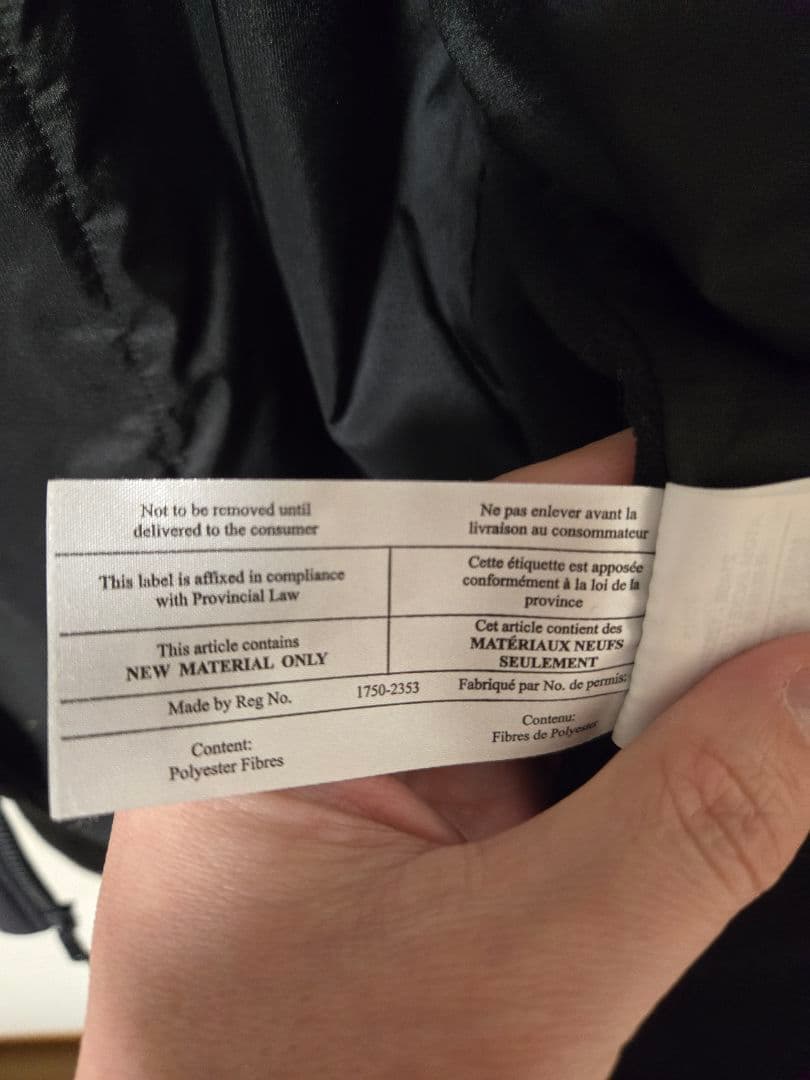 Not to be removed until
delivered to the consumer
Ne pas enlever avant la
livraison au consommateur
This label is affixed in compliance
with Provincial Law
Cette étiquette est apposée
conformément à la loi de la
province
This article contains
NEW MATERIAL ONLY
Cet article contient des
MATÉRIAUX NEUFS
SEULEMENT
Made by Reg No.
1750-2353
Fabriqué par No. de permis:
Content:
Polyester Fibres
Contenu:
Fibres de Polyester